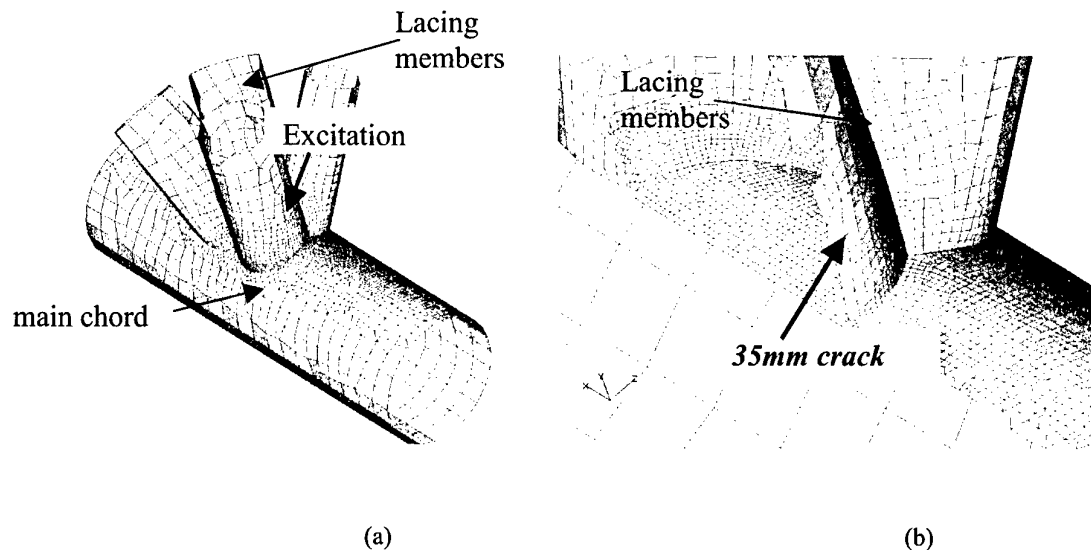 Lacing
members
Excitation
main chord
(a)
Lacing
members
35mm crack
X Y Z
(b)